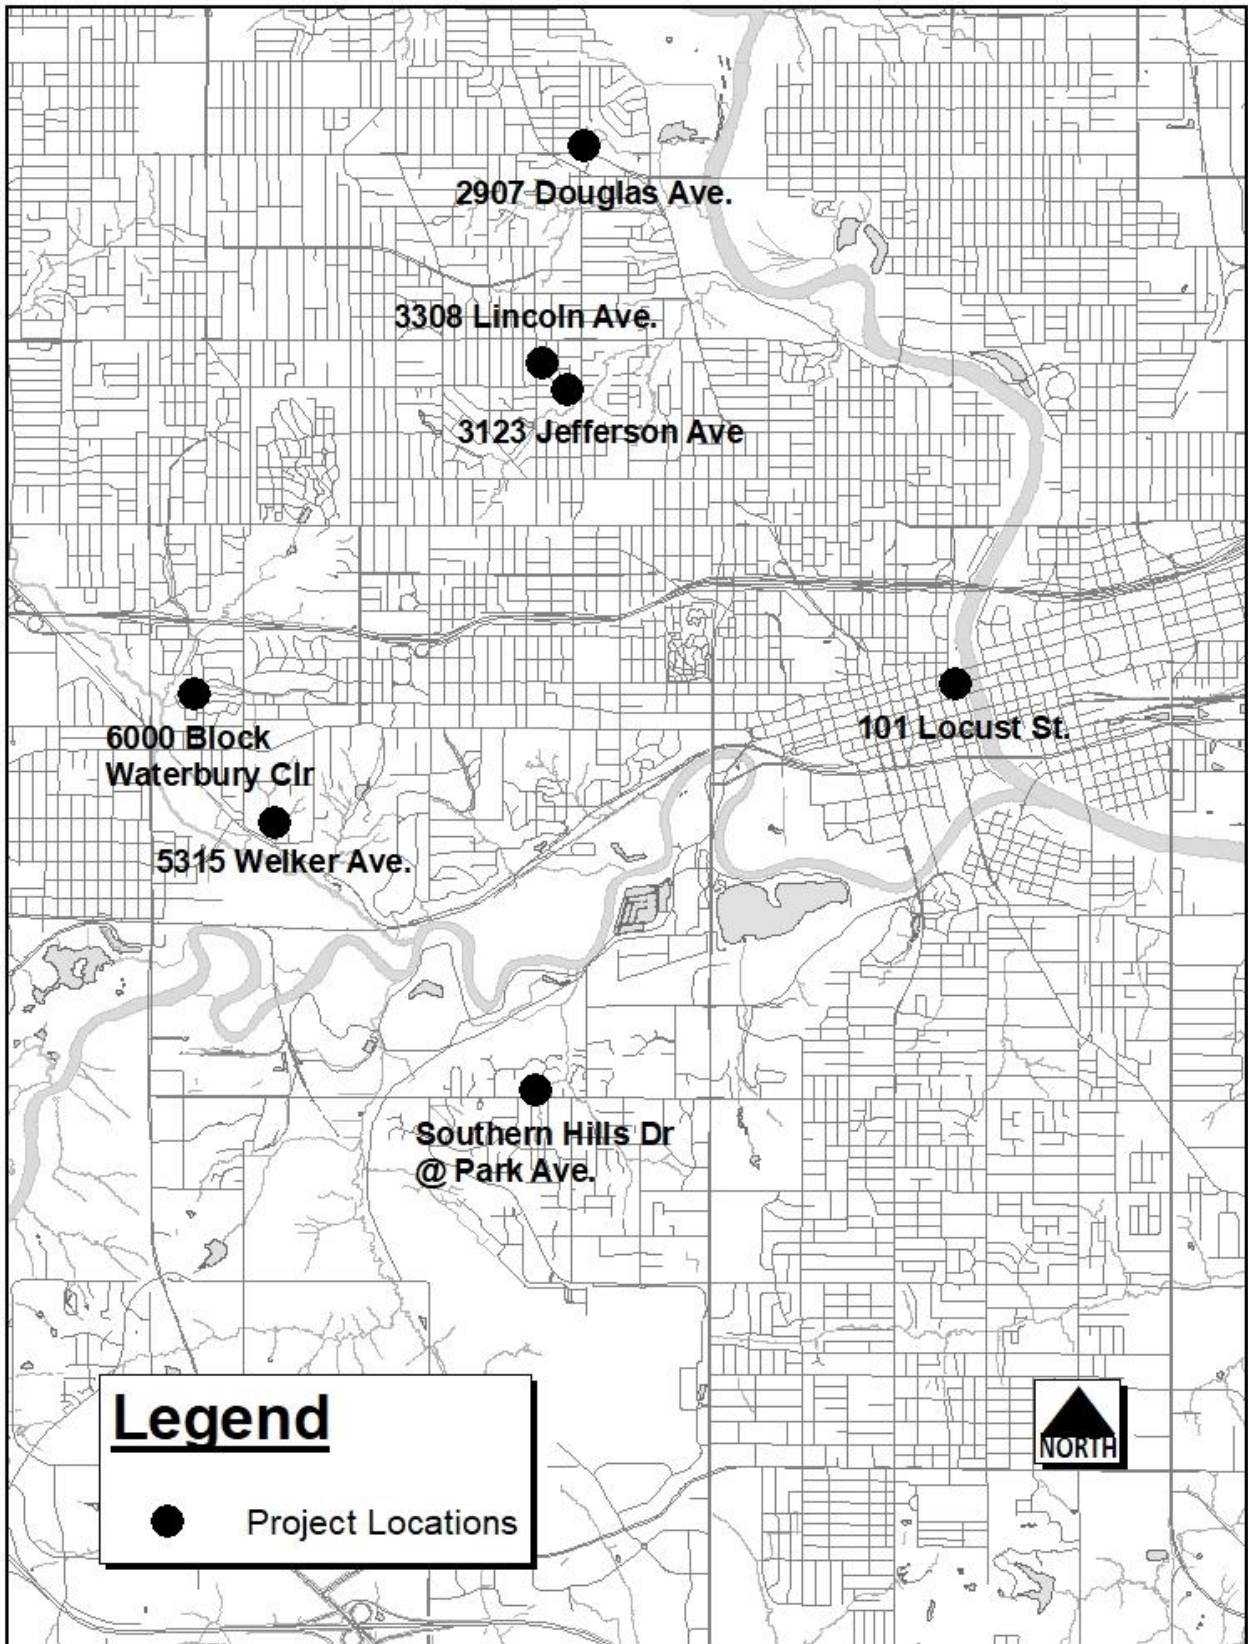 2907 Douglas Ave.
3308 Lincoln Ave.
3123 Jefferson Ave
101 Locust St.
6000 Block
Waterbury Cir
5315 Welker Ave.
Southern Hills Dr
@ Park Ave.
Legend
Project Locations
NORTH